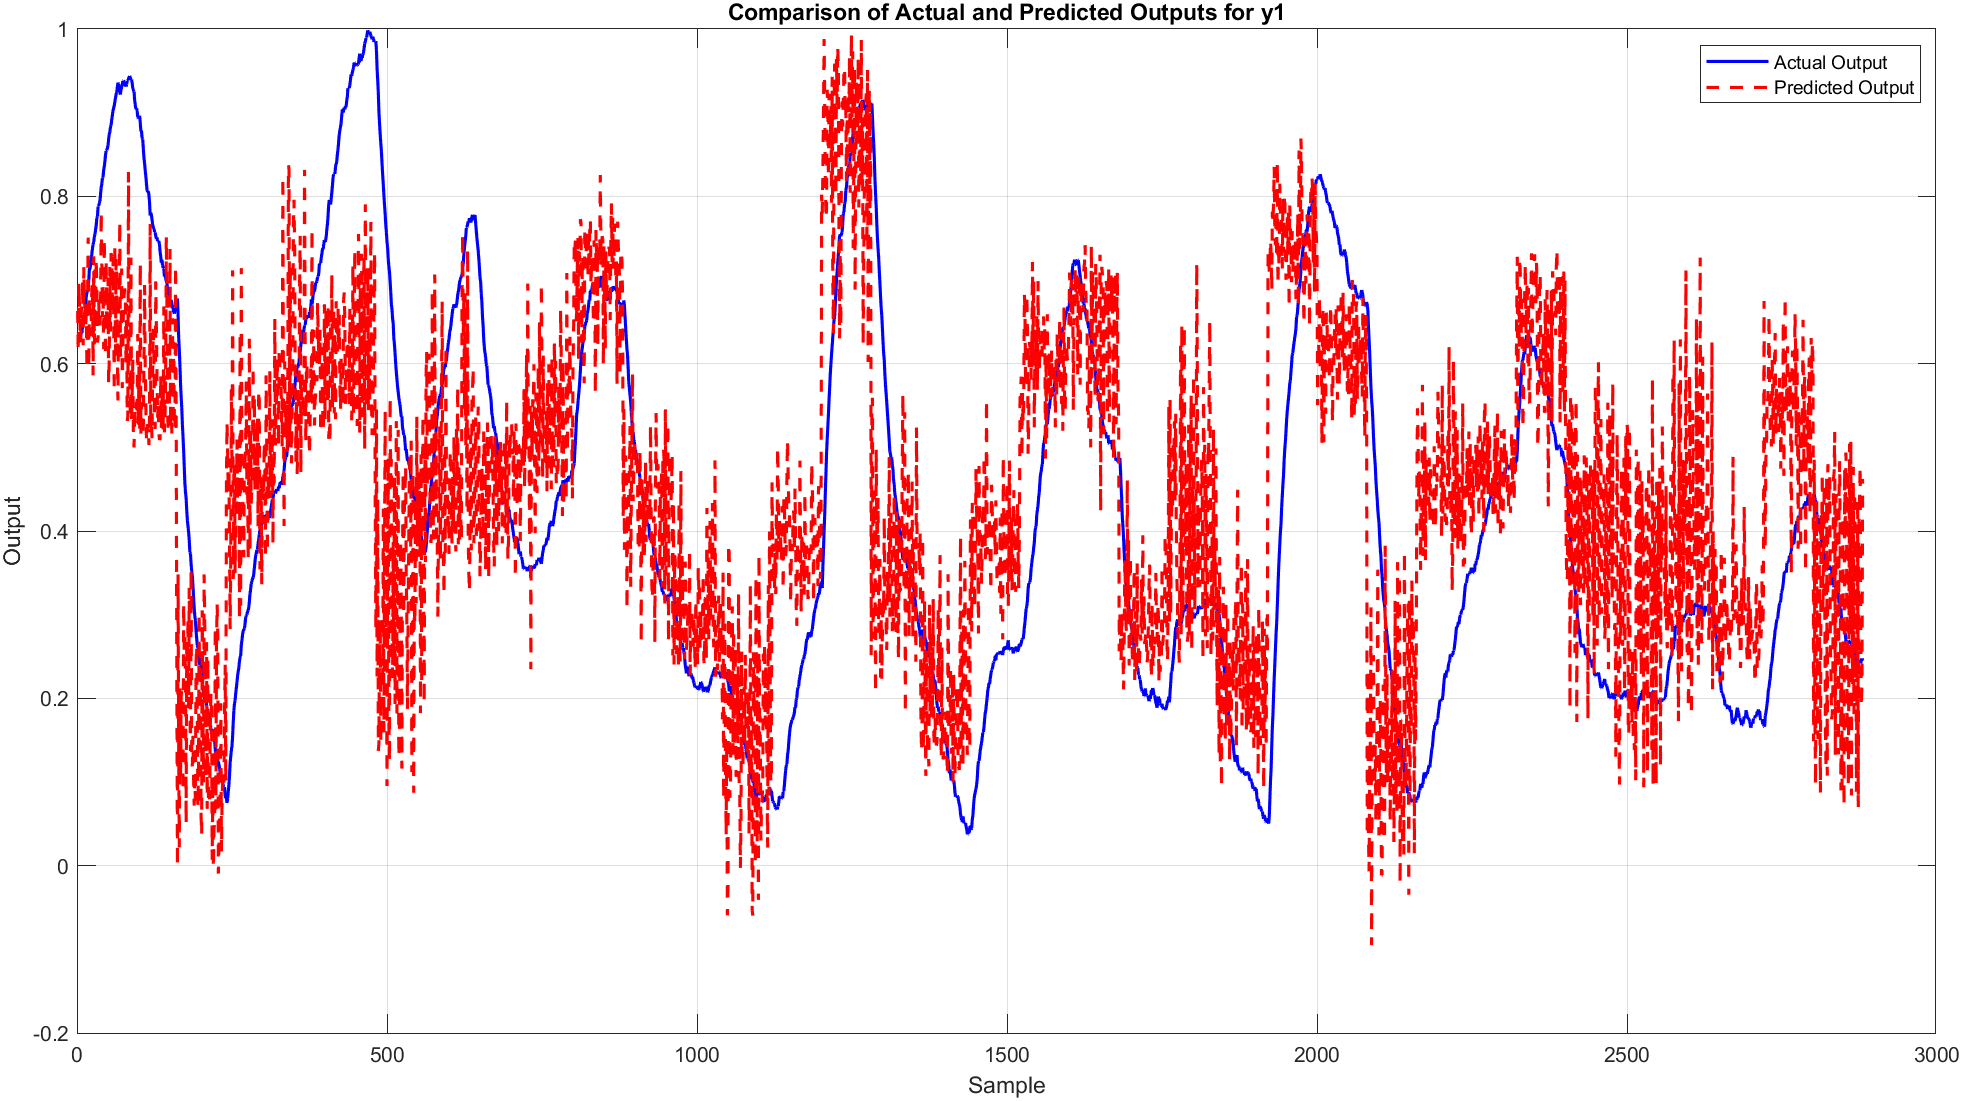 Comparison of Actual and Predicted Outputs for y1
Actual Output
Predicted Output
1
0.8
0.6
0.4
0.2
0
-0.2
Output
0
500
1000
1500
2000
2500
3000
Sample